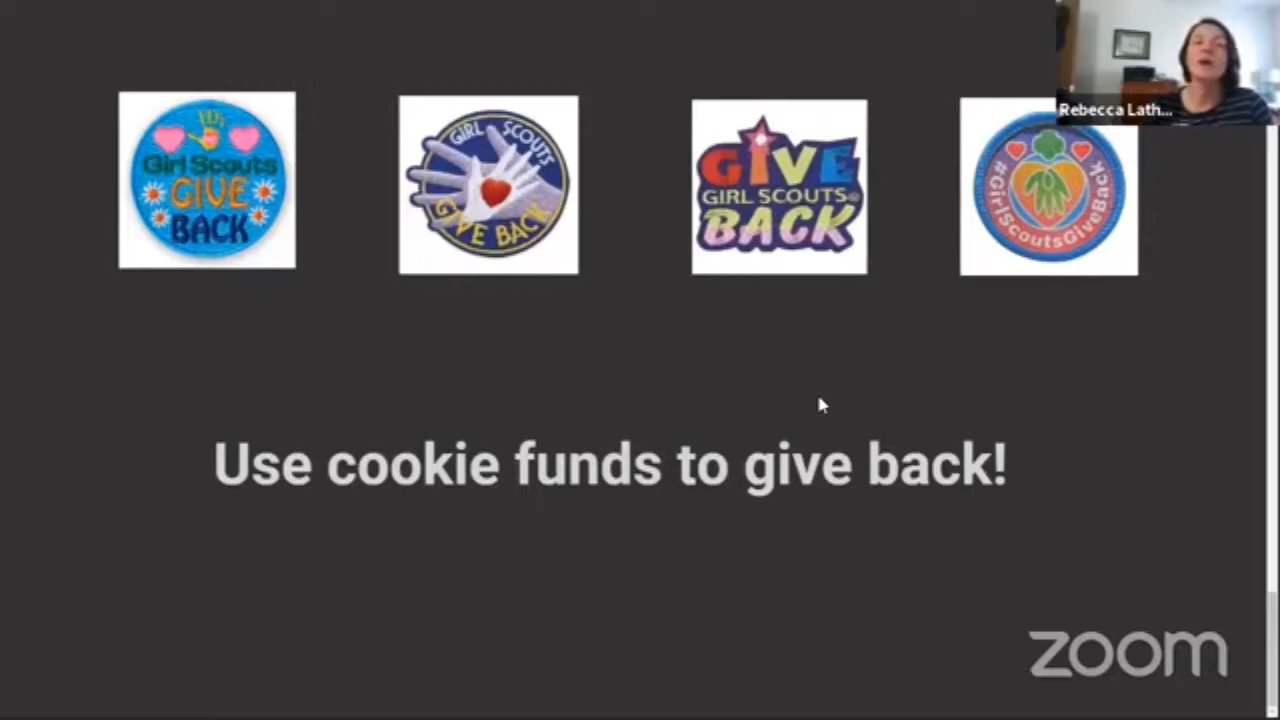 Rebecca Lath...
Girl Scouts
GIVE
BACK
GIRL SCOUTS
GIVE BACK
GIVE
GIRL SCOUTS®
BACK
#GirlScoutsGiveBack
Use cookie funds to give back!
zoom